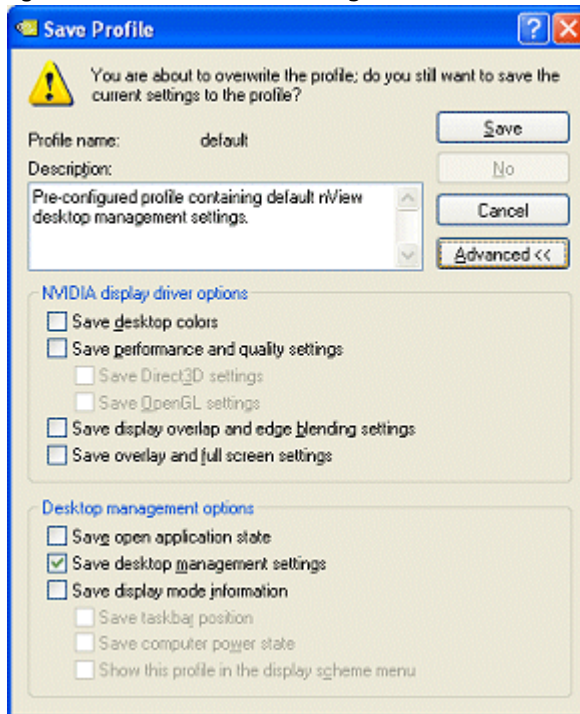 Save Profile
You are about to overwrite the profile; do you still want to save the
current settings to the profile?
Profile name: default
Save
Description:
No
Pre-configured profile containing default nView
desktop management settings.
Cancel
Advanced <<
NVIDIA display driver options
Save desktop colors
Save performance and quality settings
Save Direct3D settings
Save OpenGL settings
Save display overlap and edge blending settings
Save overlay and full screen settings
Desktop management options
Save open application state
Save desktop management settings
Save display mode information
Save taskbar position
Save computer power state
Show this profile in the display scheme menu